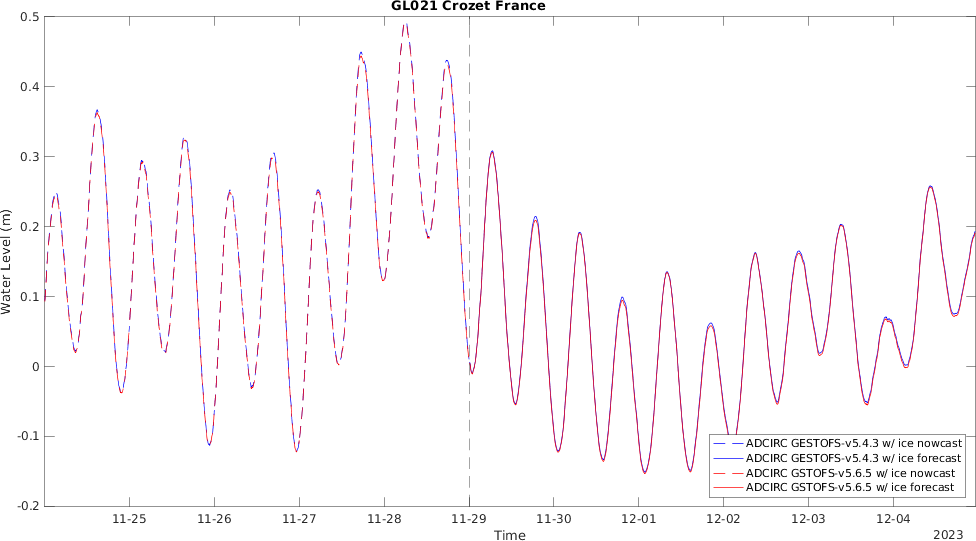 GL021 Crozet France
0.5
0.4
0.3
0.2
0.1
0
-0.1
-0.2
Water Level (m)
ADCIRC GESTOFS-v5.4.3 w/ ice nowcast
ADCIRC GESTOFS-v5.4.3 w/ ice forecast
ADCIRC GSTOFS-v5.6.5 w/ ice nowcast
ADCIRC GSTOFS-v5.6.5 w/ ice forecast
11-25 11-26 11-27 11-28 11-29 11-30 12-01 12-02 12-03 12-04
Time
2023